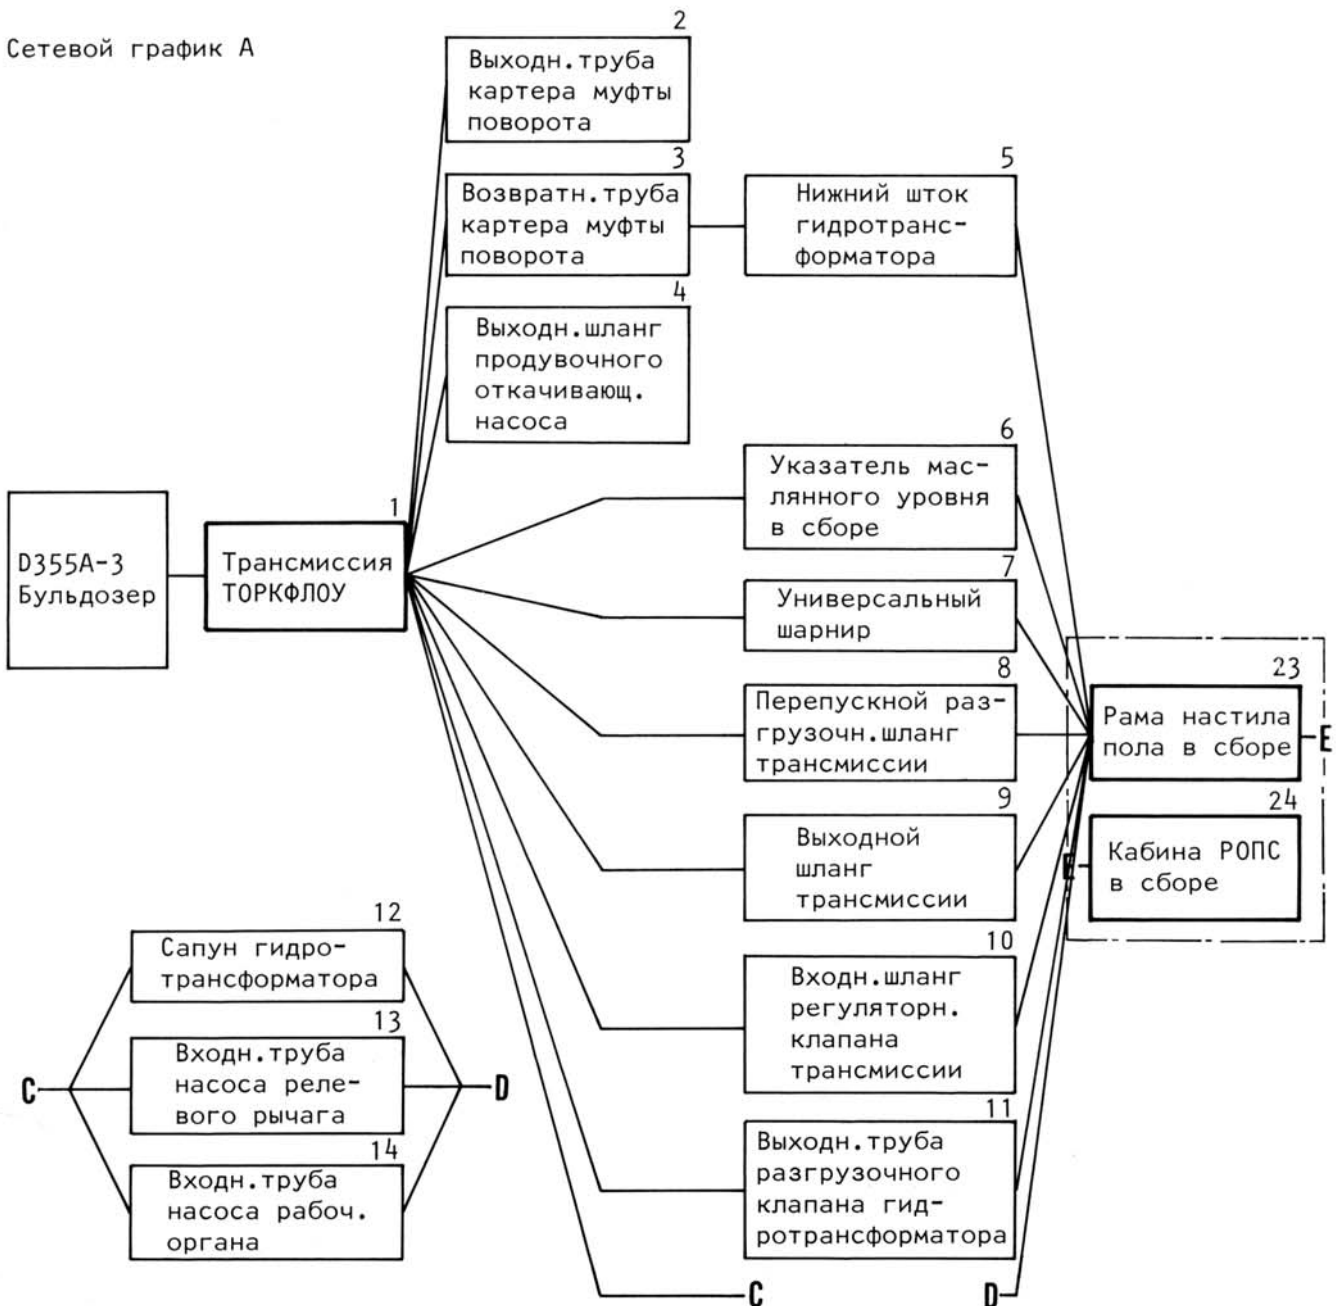 Сетевой график А
2
Выходн.труба
картера муфты
поворота
3
Возвратн.труба
картера муфты
поворота
5
Нижний шток
гидротранс-
форматора
4
Выходн.шланг
продувочного
откачивающ.
насоса
6
Указатель мас-
лянного уровня
в сборе
D355A-3
Бульдозер
1
Трансмиссия
ТОРКФЛОУ
7
Универсальный
шарнир
8
Перепускной раз-
грузочн.шланг
трансмиссии
23
Рама настила
пола в сборе
E
9
Выходной
шланг
трансмиссии
24
E
Кабина РОПС
в сборе
12
Сапун гидро-
трансформатора
10
Входн.шланг
регуляторн.
клапана
трансмиссии
13
C
Входн.труба
насоса реле-
вого рычага
D
14
Входн.труба
насоса рабоч.
органа
11
Выходн.труба
разгрузочного
клапана гид-
ротрансформатора
C
D